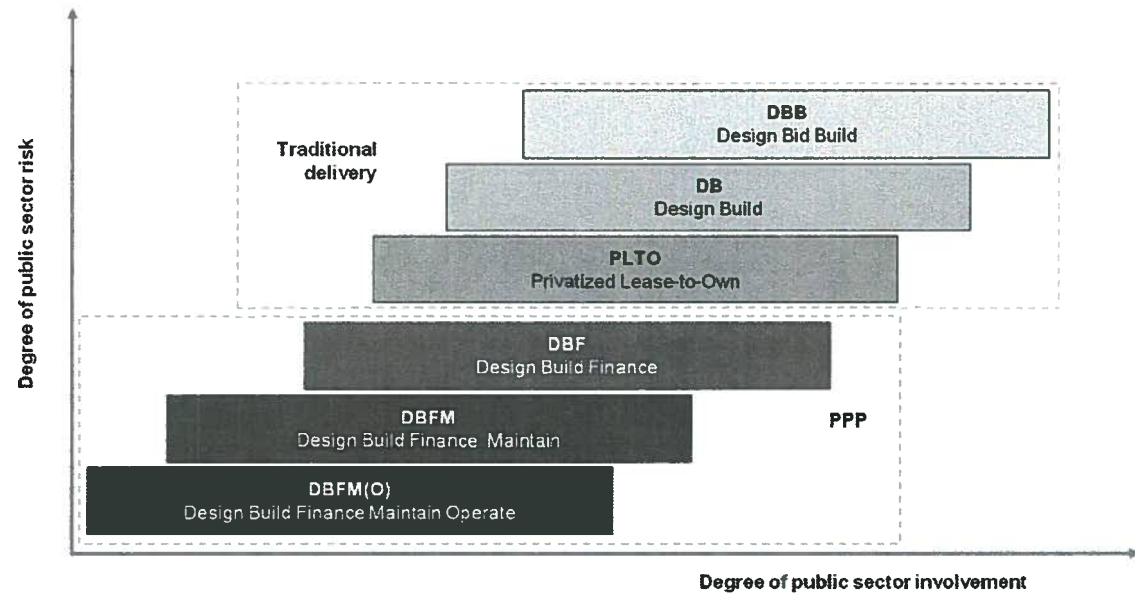 Degree of public sector risk
Traditional
delivery
DBB
Design Bid Build
DB
Design Build
PLTO
Privatized Lease-to-Own
DBF
Design Build Finance
DBFM
Design Build Finance Maintain
PPP
DBFM(O)
Design Build Finance Maintain Operate
Degree of public sector involvement